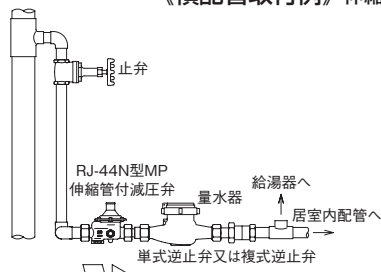 《横配管取付例》伸縮
止弁
RJ-44N型MP
伸縮管付減圧弁
量水器
給湯器へ
居室内配管へ
単式逆止弁又は複式逆止弁